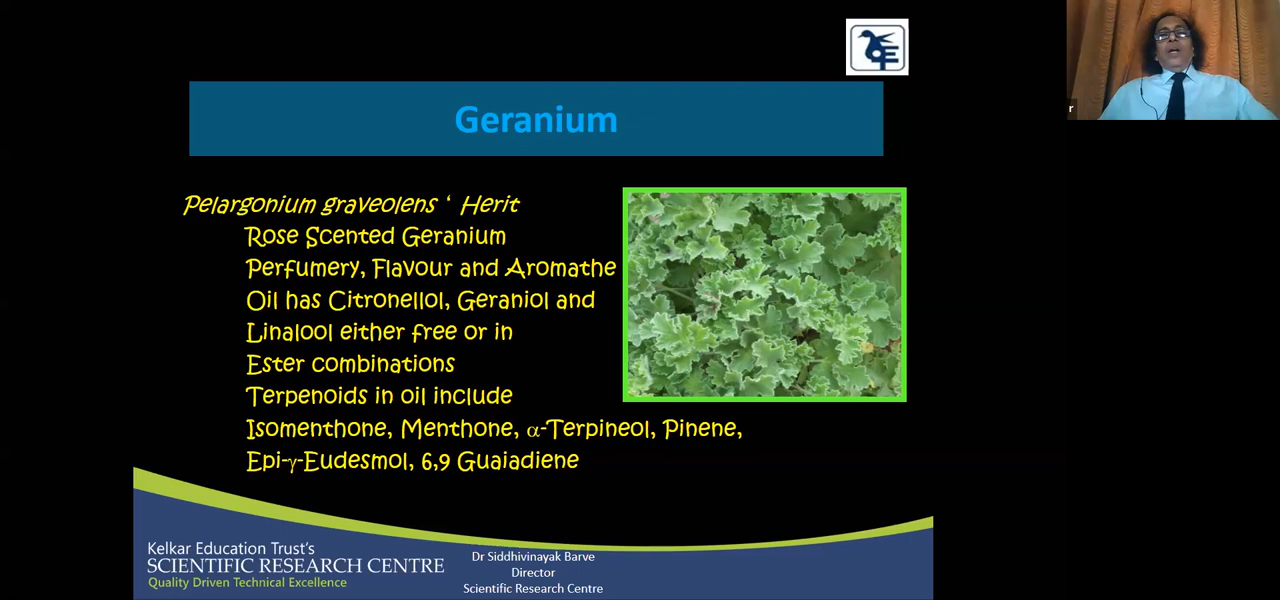 Geranium
Pelargonium graveolens ‘ Herit
Rose Scented Geranium
Perfumery, Flavour and Aromathe
Oil has Citronellol, Geraniol and
Linalool either free or in
Ester combinations
Terpenoids in oil include
Isomenthone, Menthone, α-Terpineol, Pinene,
Epi-γ-Eudesmol, 6,9 Guaiadiene
Kelkar Education Trust's
SCIENTIFIC RESEARCH CENTRE
Quality Driven Technical Excellence
Dr Siddhivinayak Barve
Director
Scientific Research Centre
r